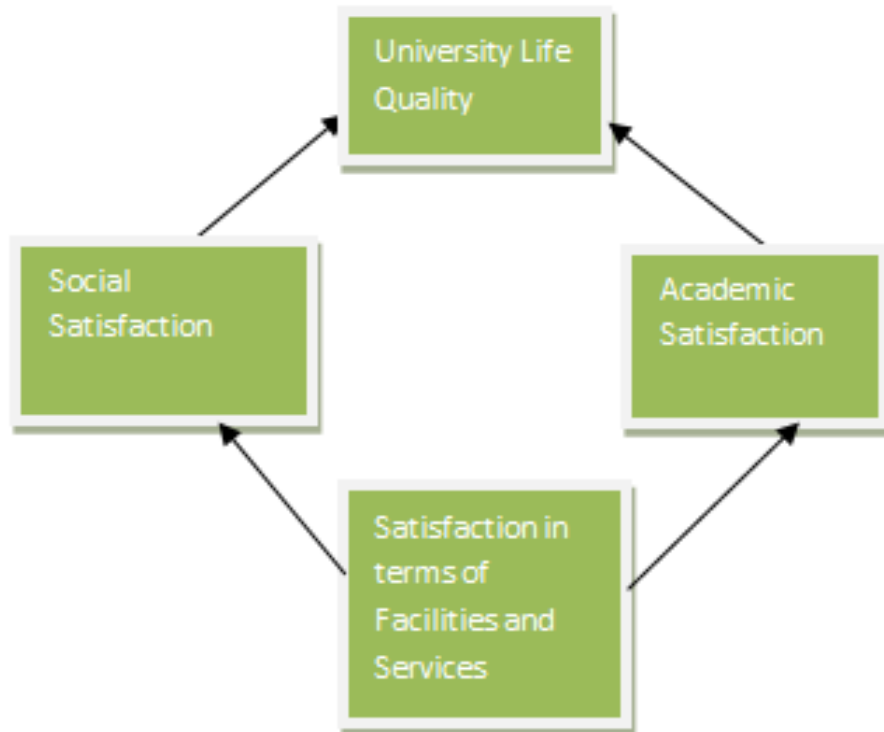 University Life
Quality
Social
Satisfaction
Academic
Satisfaction
Satisfaction in
terms of
Facilities and
Services